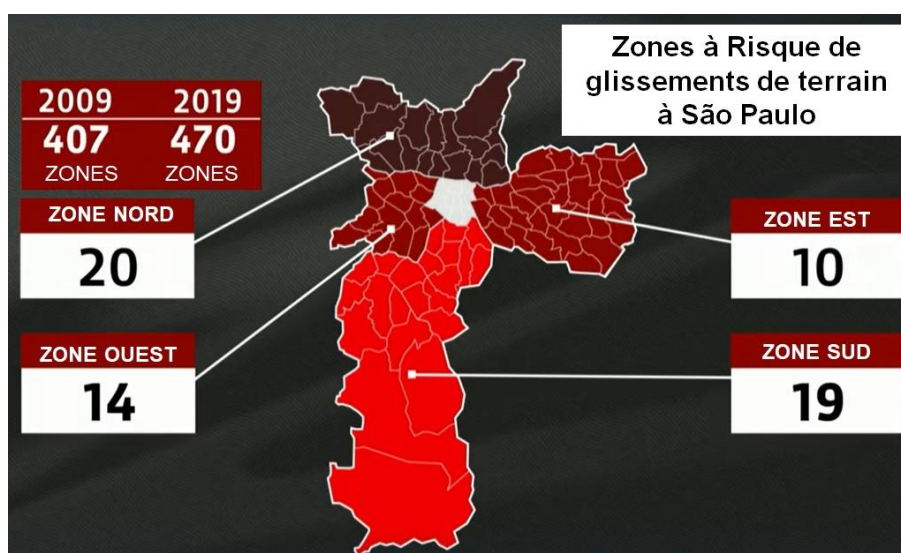 Zones à Risque de
glissements de terrain
à São Paulo
2009 2019
407 470
ZONES ZONES
ZONE NORD
20
ZONE EST
10
ZONE OUEST
14
ZONE SUD
19